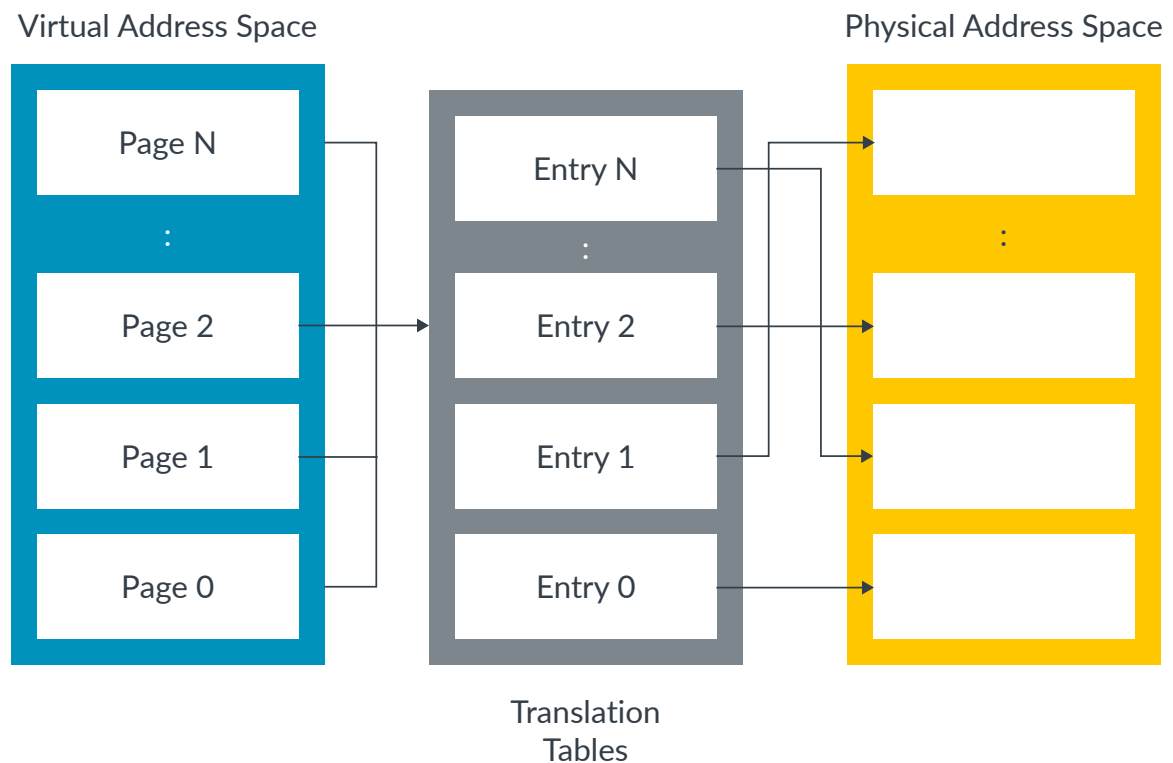 Virtual Address Space
Physical Address Space
Page N
:
Page 2
Page 1
Page 0
Entry N
:
Entry 2
Entry 1
Entry 0
:
Translation
Tables